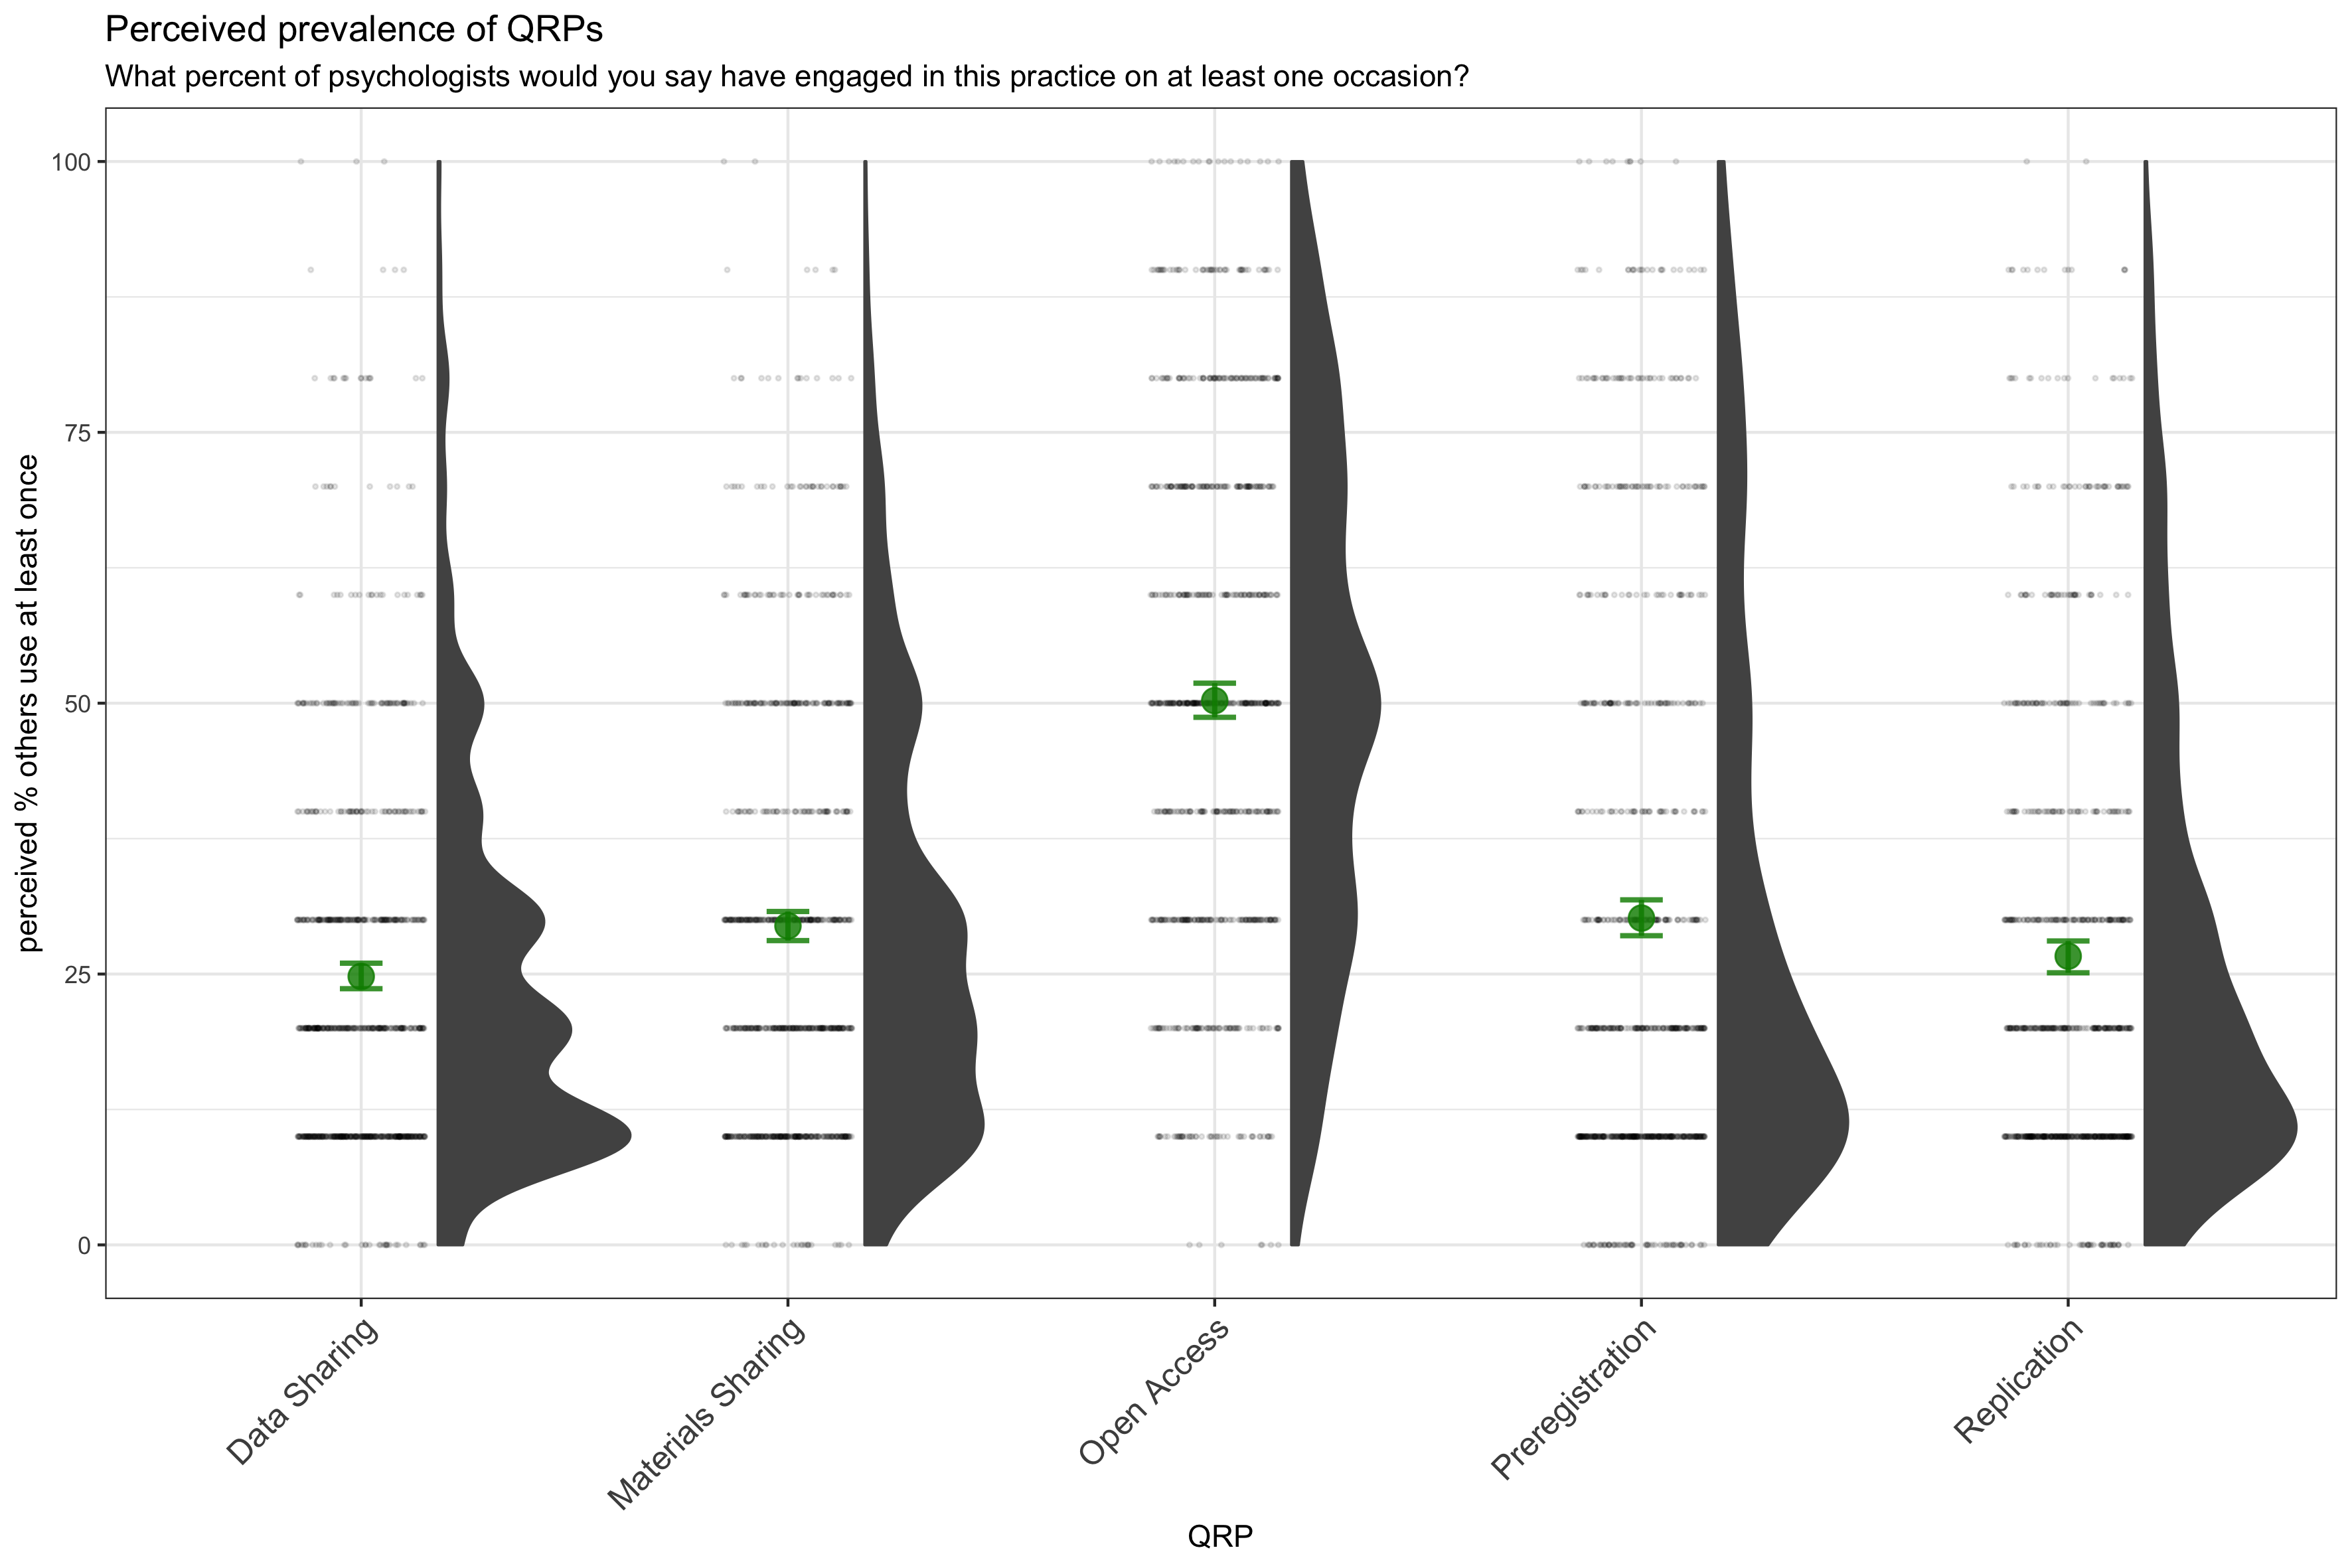 Perceived prevalence of QRPs
What percent of psychologists would you say have engaged in this practice on at least one occasion?
perceived % others use at least once
100
75
50
25
0
Data Sharing
Materials Sharing
Open Access
Preregistration
Replication
QRP